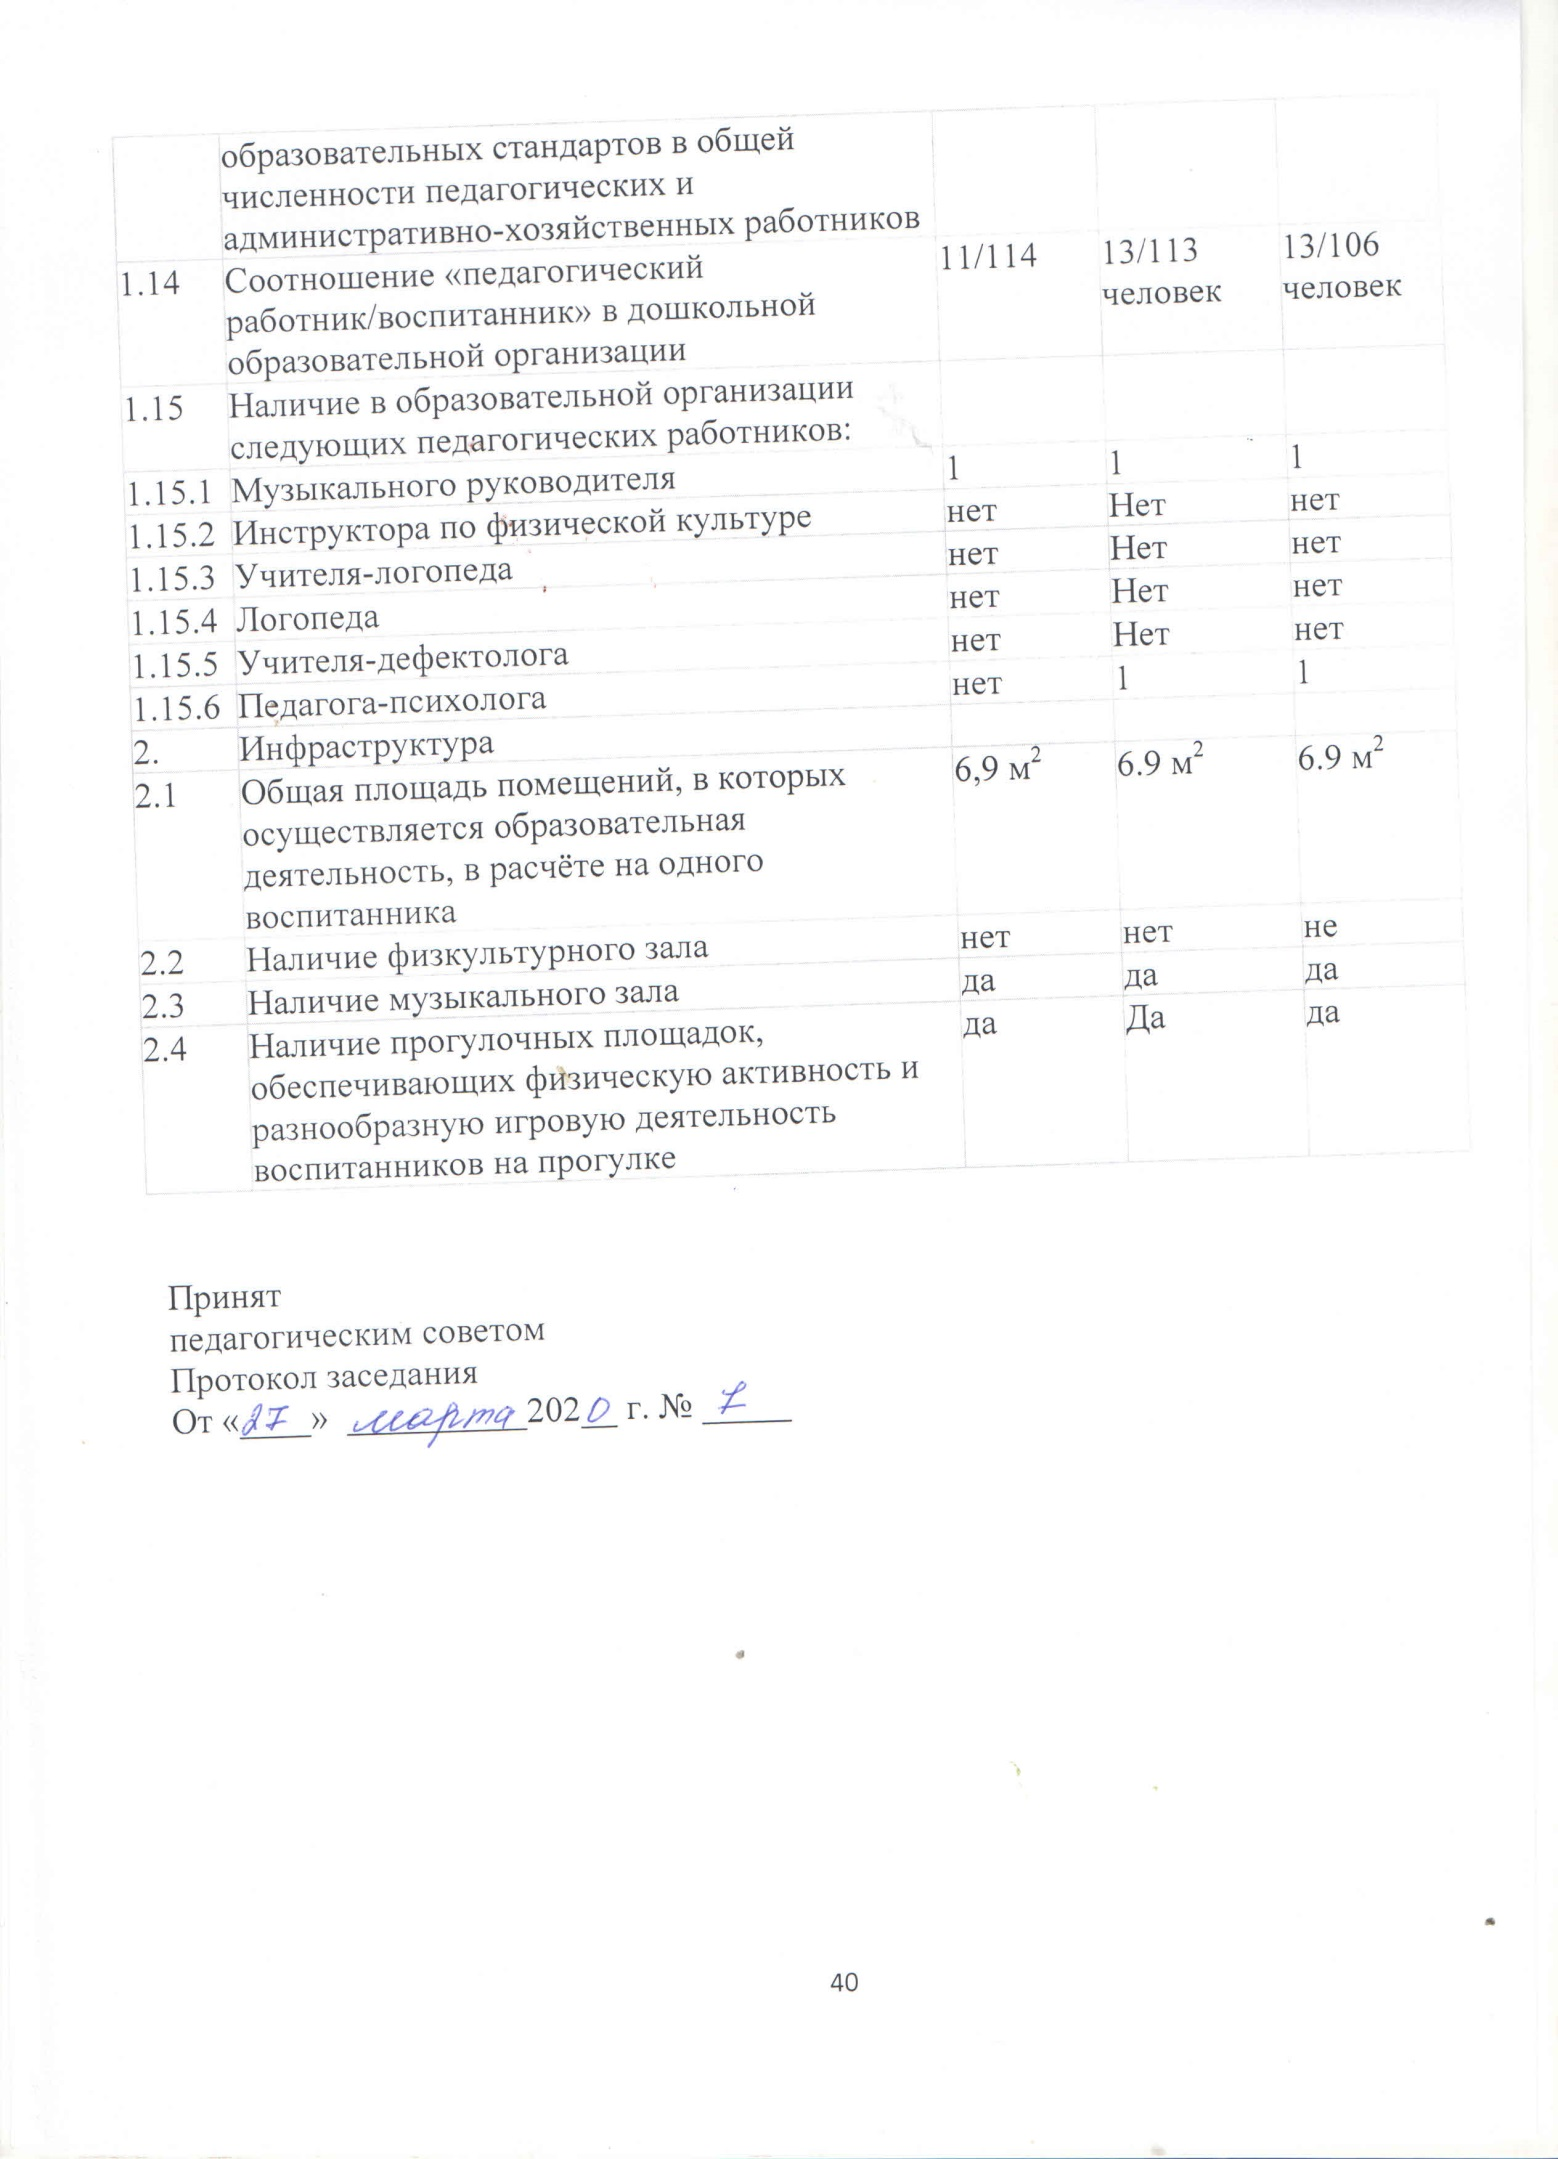 образовательных стандартов в общей
численности педагогических и
административно-хозяйственных работников
1.14 Соотношение «педагогический 11/114 13/113 13/106
работник/воспитанник» в дошкольной человек человек
образовательной организации
1.15 Наличие в образовательной организации
следующих педагогических работников:
1.15.1 Музыкального руководителя 1 1 1
1.15.2 Инструктора по физической культуре нет Нет нет
1.15.3 Учителя-логопеда нет Нет нет
1.15.4 Логопеда нет Нет нет
1.15.5 Учителя-дефектолога нет Нет нет
1.15.6 Педагога-психолога нет 1 1
2. Инфраструктура
2.1 Общая площадь помещений, в которых 6,9 м² 6.9 м² 6.9 м²
осуществляется образовательная
деятельность, в расчёте на одного
воспитанника
2.2 Наличие физкультурного зала нет нет не
2.3 Наличие музыкального зала да да да
2.4 Наличие прогулочных площадок, да Да да
обеспечивающих физическую активность и
разнообразную игровую деятельность
воспитанников на прогулке
Принят
педагогическим советом
Протокол заседания
От «27» марта 2020 г. №
40